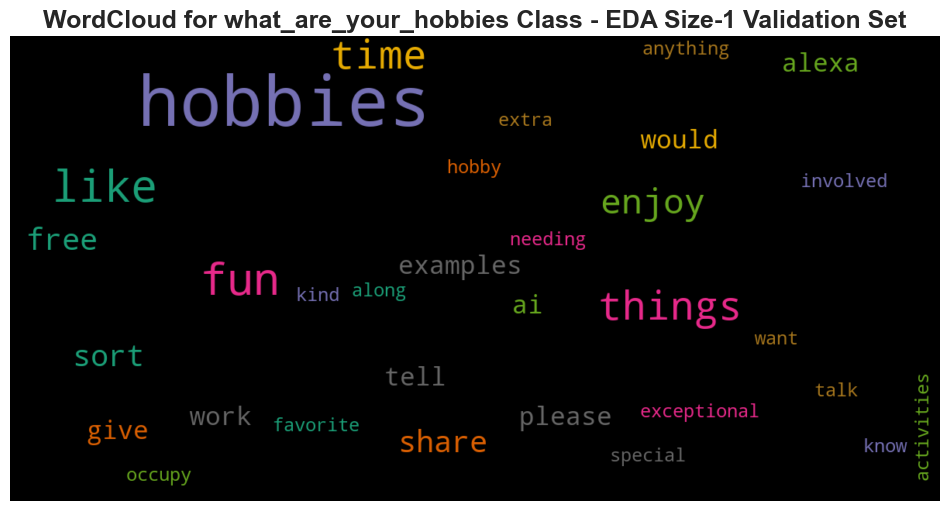 WordCloud for what_are_your_hobbies Class - EDA Size-1 Validation Set
time
anything
alexa
hobbies
extra
would
hobby
like
involved
enjoy
free
needing
examples
fun
kind
along
ai
things
want
sort
tell
talk
activities
work
please
exceptional
favorite
give
share
know
special
occupy